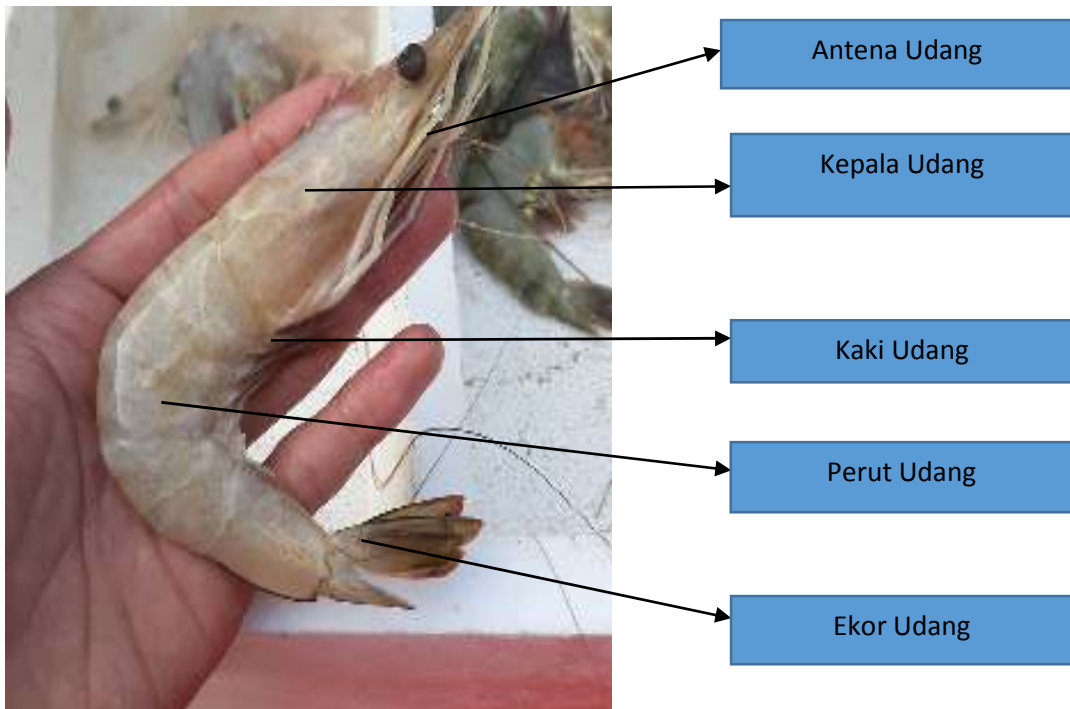 Antena Udang
Kepala Udang
Kaki Udang
Perut Udang
Ekor Udang